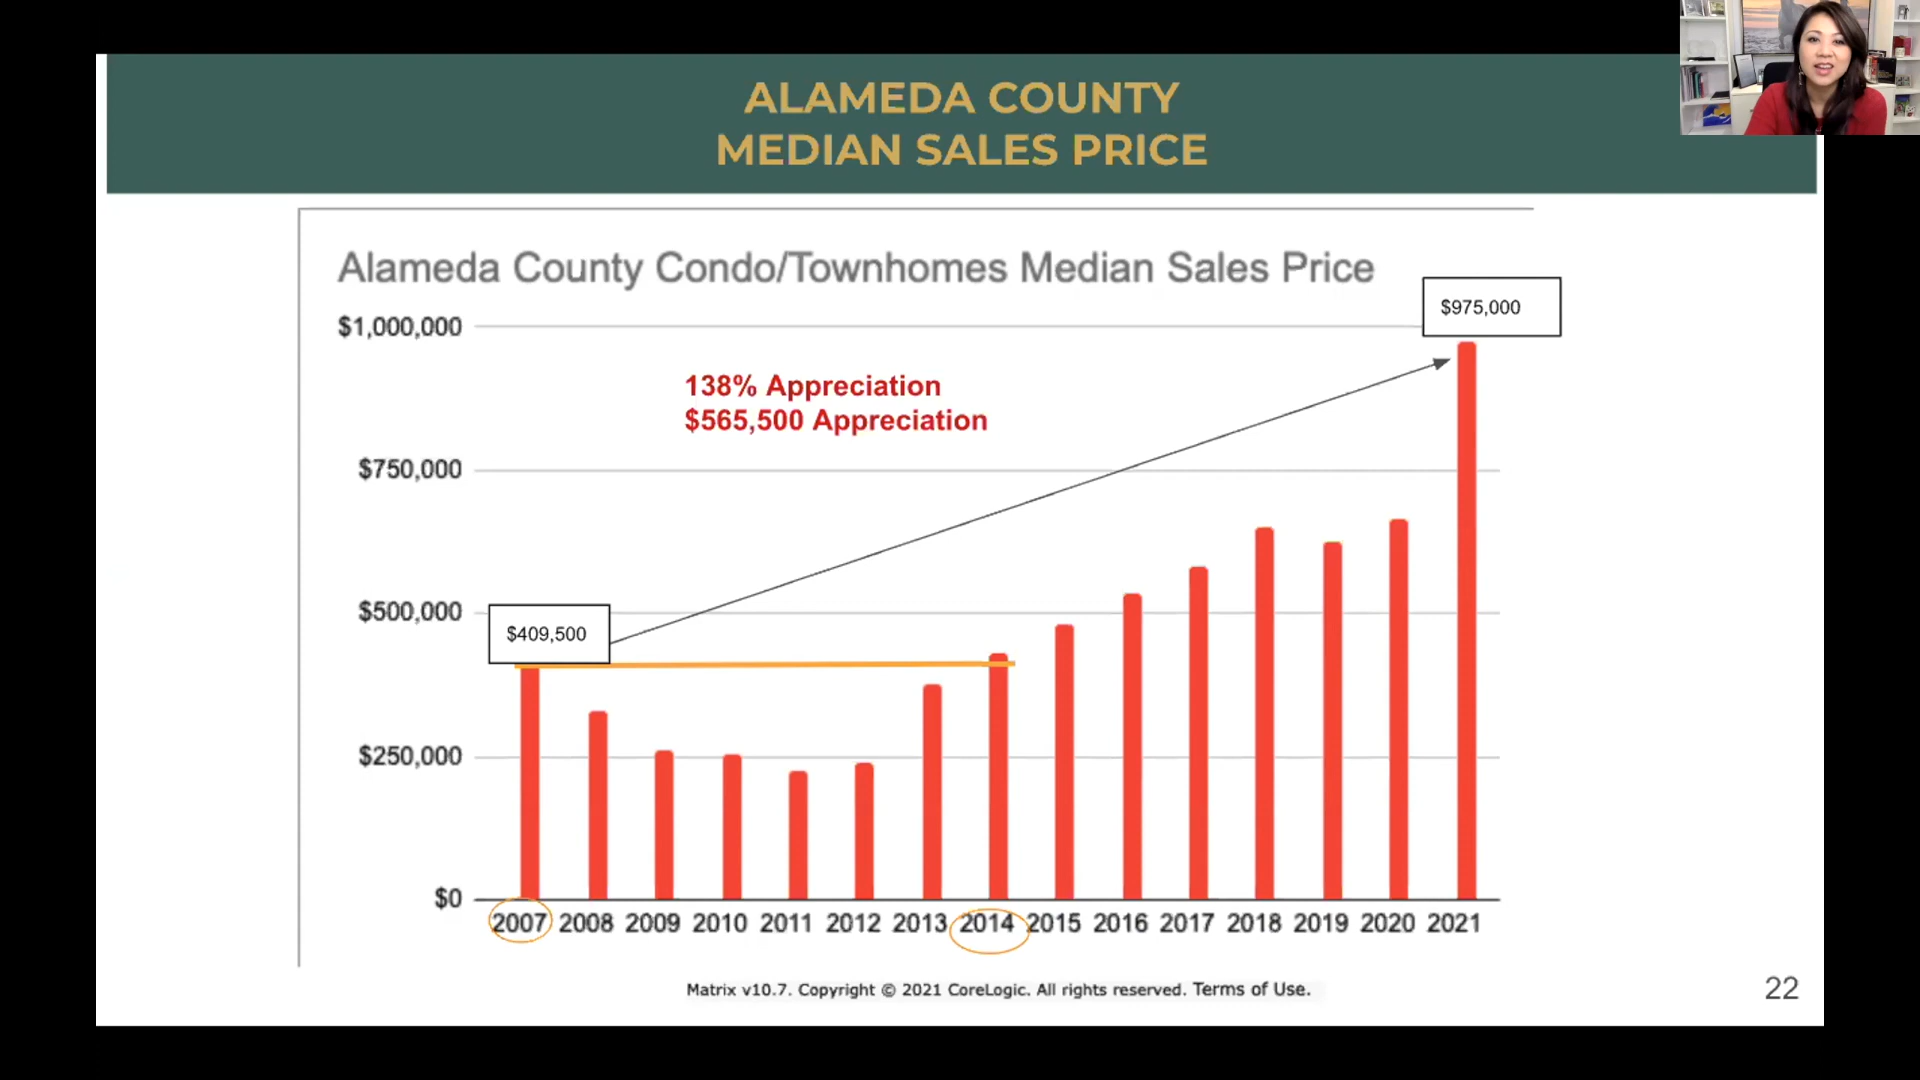 ALAMEDA COUNTY
MEDIAN SALES PRICE
Alameda County Condo/Townhomes Median Sales Price
$975,000
$1,000,000
138% Appreciation
$565,500 Appreciation
$750,000
$500,000
$409,500
$250,000
$0
2007 2008 2009 2010 2011 2012 2013 2014 2015 2016 2017 2018 2019 2020 2021
Matrix v10.7. Copyright © 2021 CoreLogic. All rights reserved. Terms of Use.
22